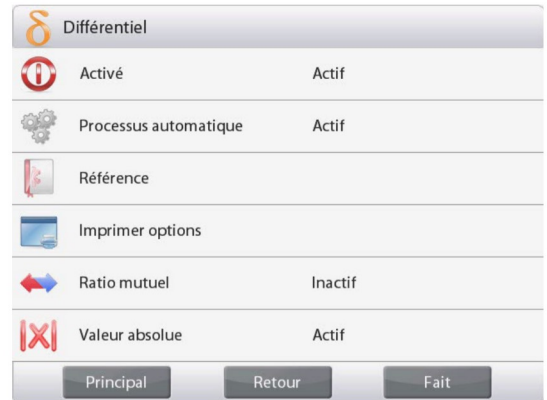 δ Différentiel
Activé Actif
Processus automatique Actif
Référence
Imprimer options
Ratio mutuel Inactif
|X| Valeur absolue Actif
Principal Retour Fait